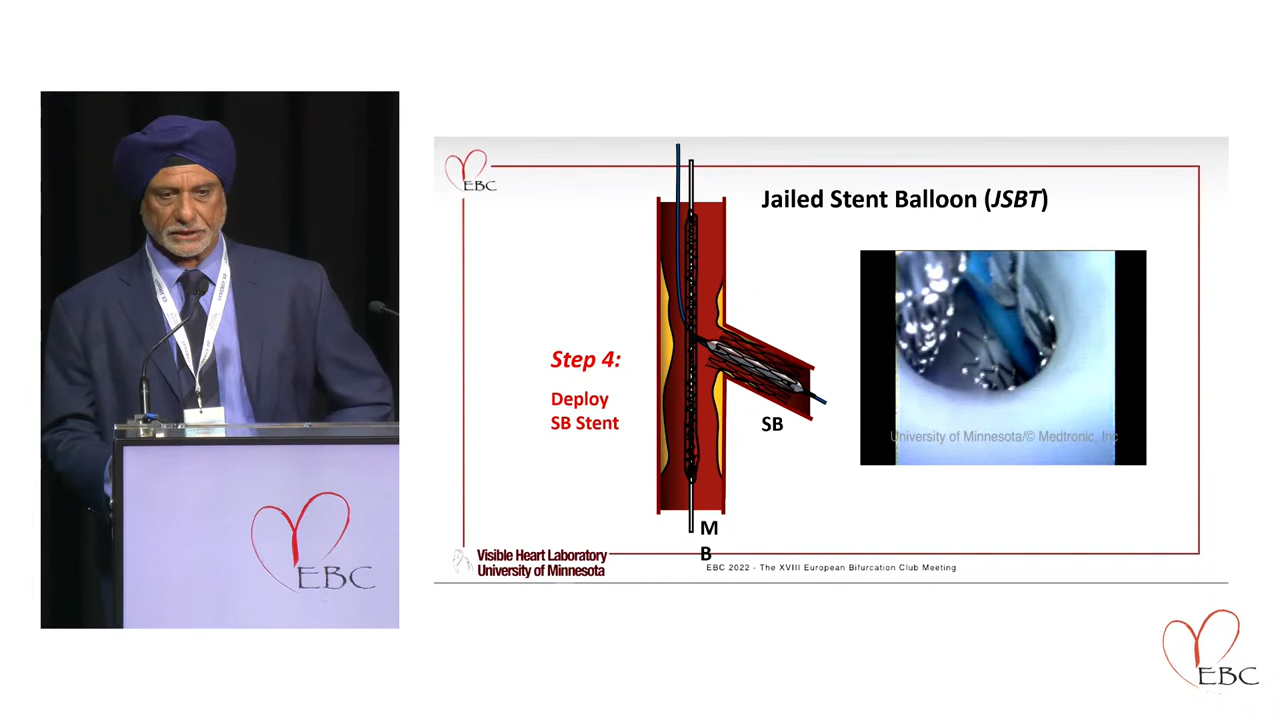 EBC
Jailed Stent Balloon (JSBT)
Step 4:
Deploy
SB Stent
SB
University of Minnesota/© Medtronic, Inc
M
B
Visible Heart Laboratory
University of Minnesota
EBC 2022 - The XVIII European Bifurcation Club Meeting
EBC
EBC